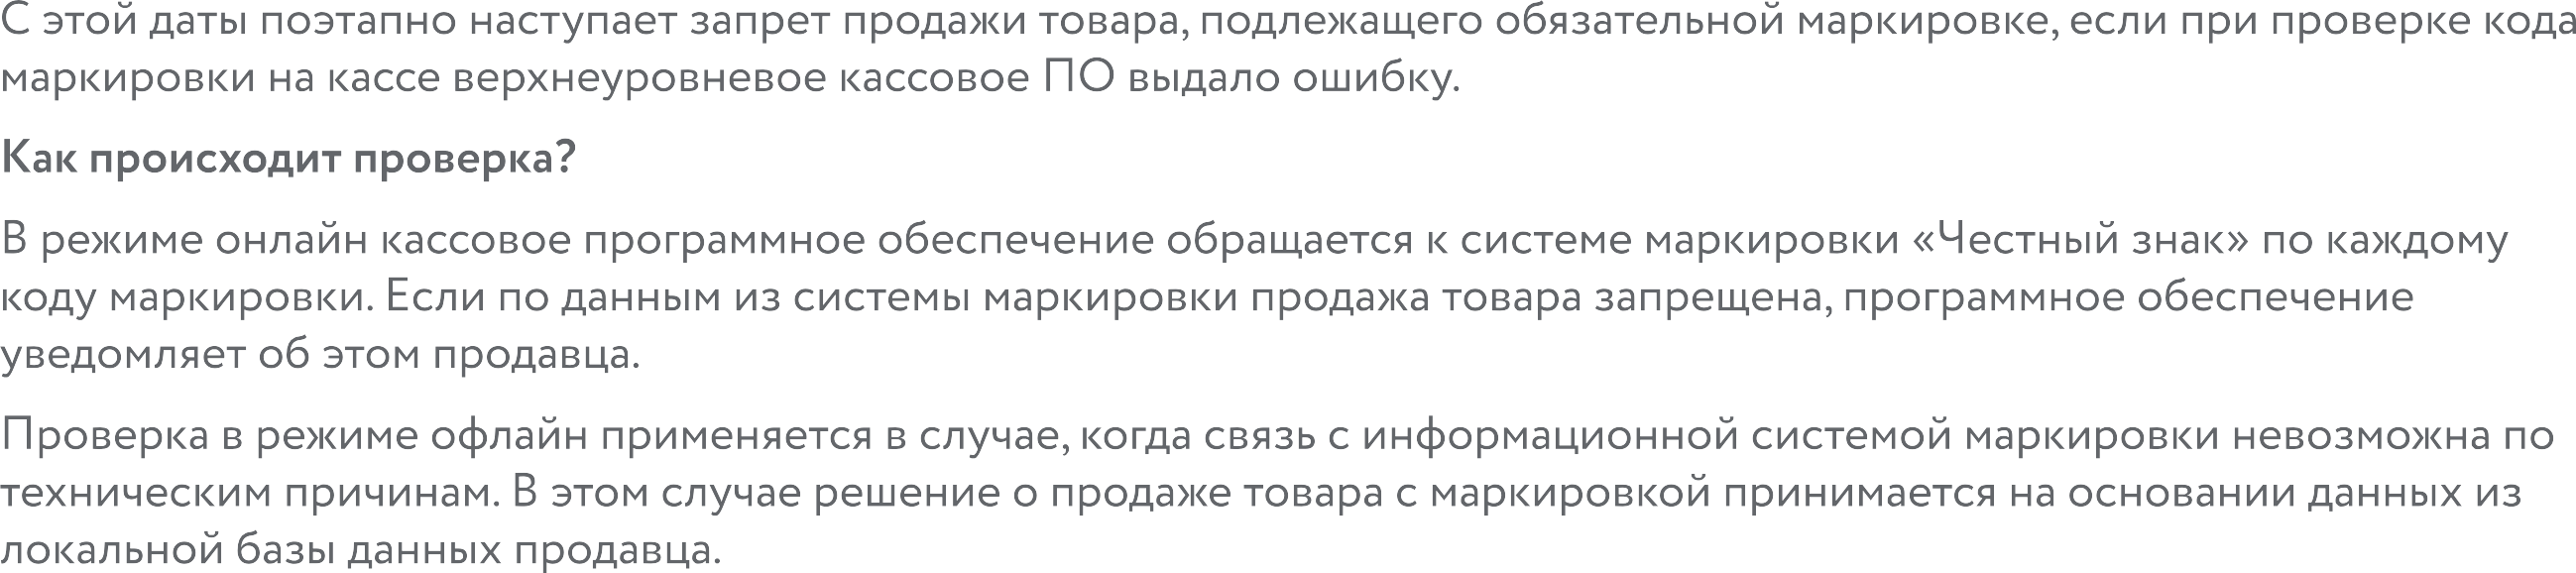 С этой даты поэтапно наступает запрет продажи товара, подлежащего обязательной маркировке, если при проверке кода
маркировки на кассе верхнеуровневое кассовое ПО выдало ошибку.
Как происходит проверка?
В режиме онлайн кассовое программное обеспечение обращается к системе маркировки «Честный знак» по каждому
коду маркировки. Если по данным из системы маркировки продажа товара запрещена, программное обеспечение
уведомляет об этом продавца.
Проверка в режиме офлайн применяется в случае, когда связь с информационной системой маркировки невозможна по
техническим причинам. В этом случае решение о продаже товара с маркировкой принимается на основании данных из
локальной базы данных продавца.